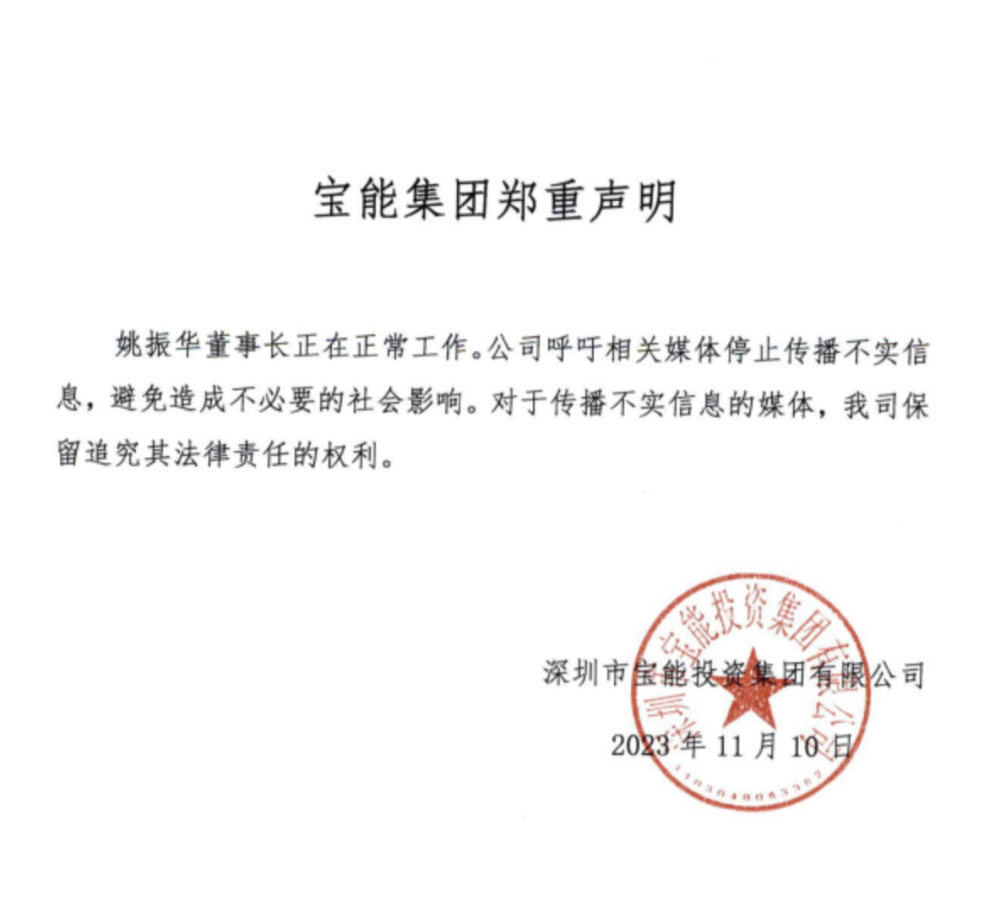 宝能集团郑重声明
姚振华董事长正在正常工作。公司呼吁相关媒体停止传播不实信
息，避免造成不必要的社会影响。对于传播不实信息的媒体，我司保
留追究其法律责任的权利。
深圳市宝能投资集团有限公司
深圳市宝能投资集团有限公司
2023 年 11 月 10 日